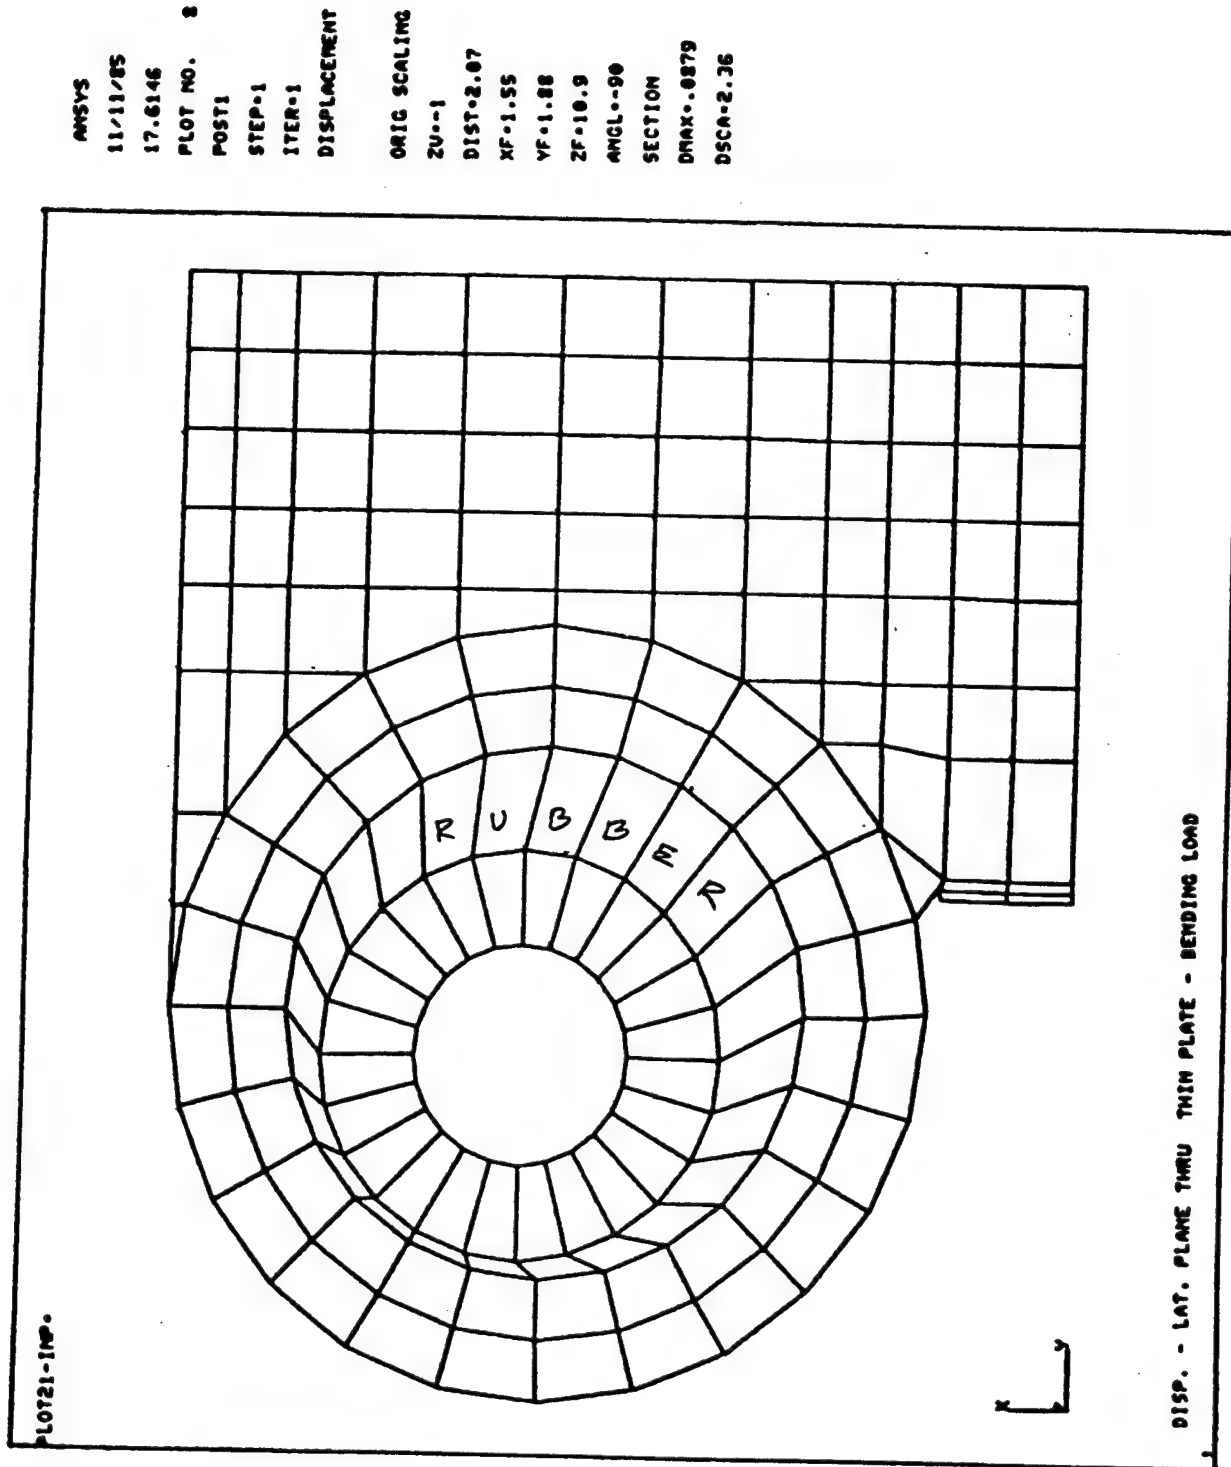 ANSYS
11/11/85
17.6146
PLOT NO. 8
POST1
STEP=1
ITER=1
DISPLACEMENT
ORIG SCALING
ZV=-1
DIST=2.07
XF=1.55
YF=1.88
ZF=10.9
ANGL=-90
SECTION
DMAX=.0879
DSCA=2.36
PLOT21-IMP.
R U B B E R
X
Y
DISP. - LAT. PLANE THRU THIN PLATE - BENDING LOAD